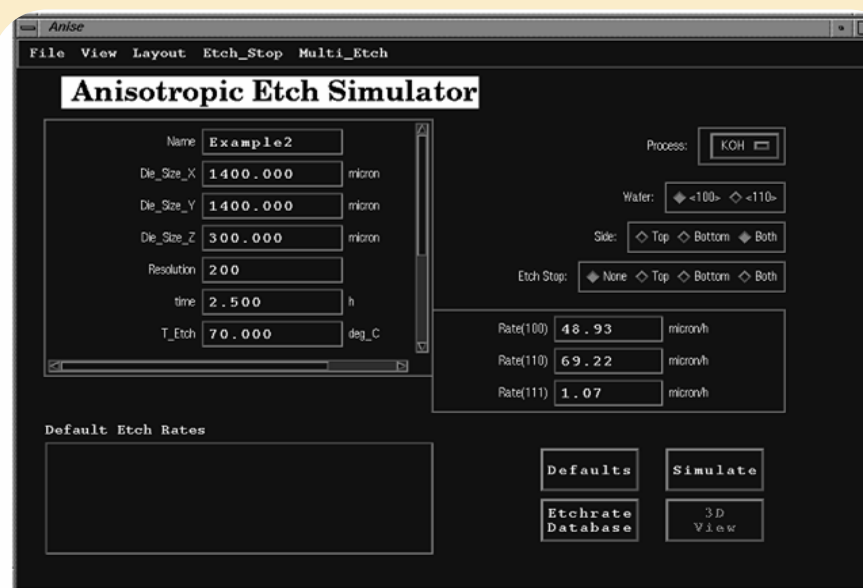 Anise
File View Layout Etch_Stop Multi_Etch
Anisotropic Etch Simulator
Name Example2
Die_Size_X 1400.000 micron
Die_Size_Y 1400.000 micron
Die_Size_Z 300.000 micron
Resolution 200
time 2.500 h
T_Etch 70.000 deg_C
Process: KOH
Wafer: <100> <110>
Side: Top Bottom Both
Etch Stop: None Top Bottom Both
Rate(100) 48.93 micron/h
Rate(110) 69.22 micron/h
Rate(111) 1.07 micron/h
Default Etch Rates
Defaults
Simulate
Etchrate
Database
3D
View